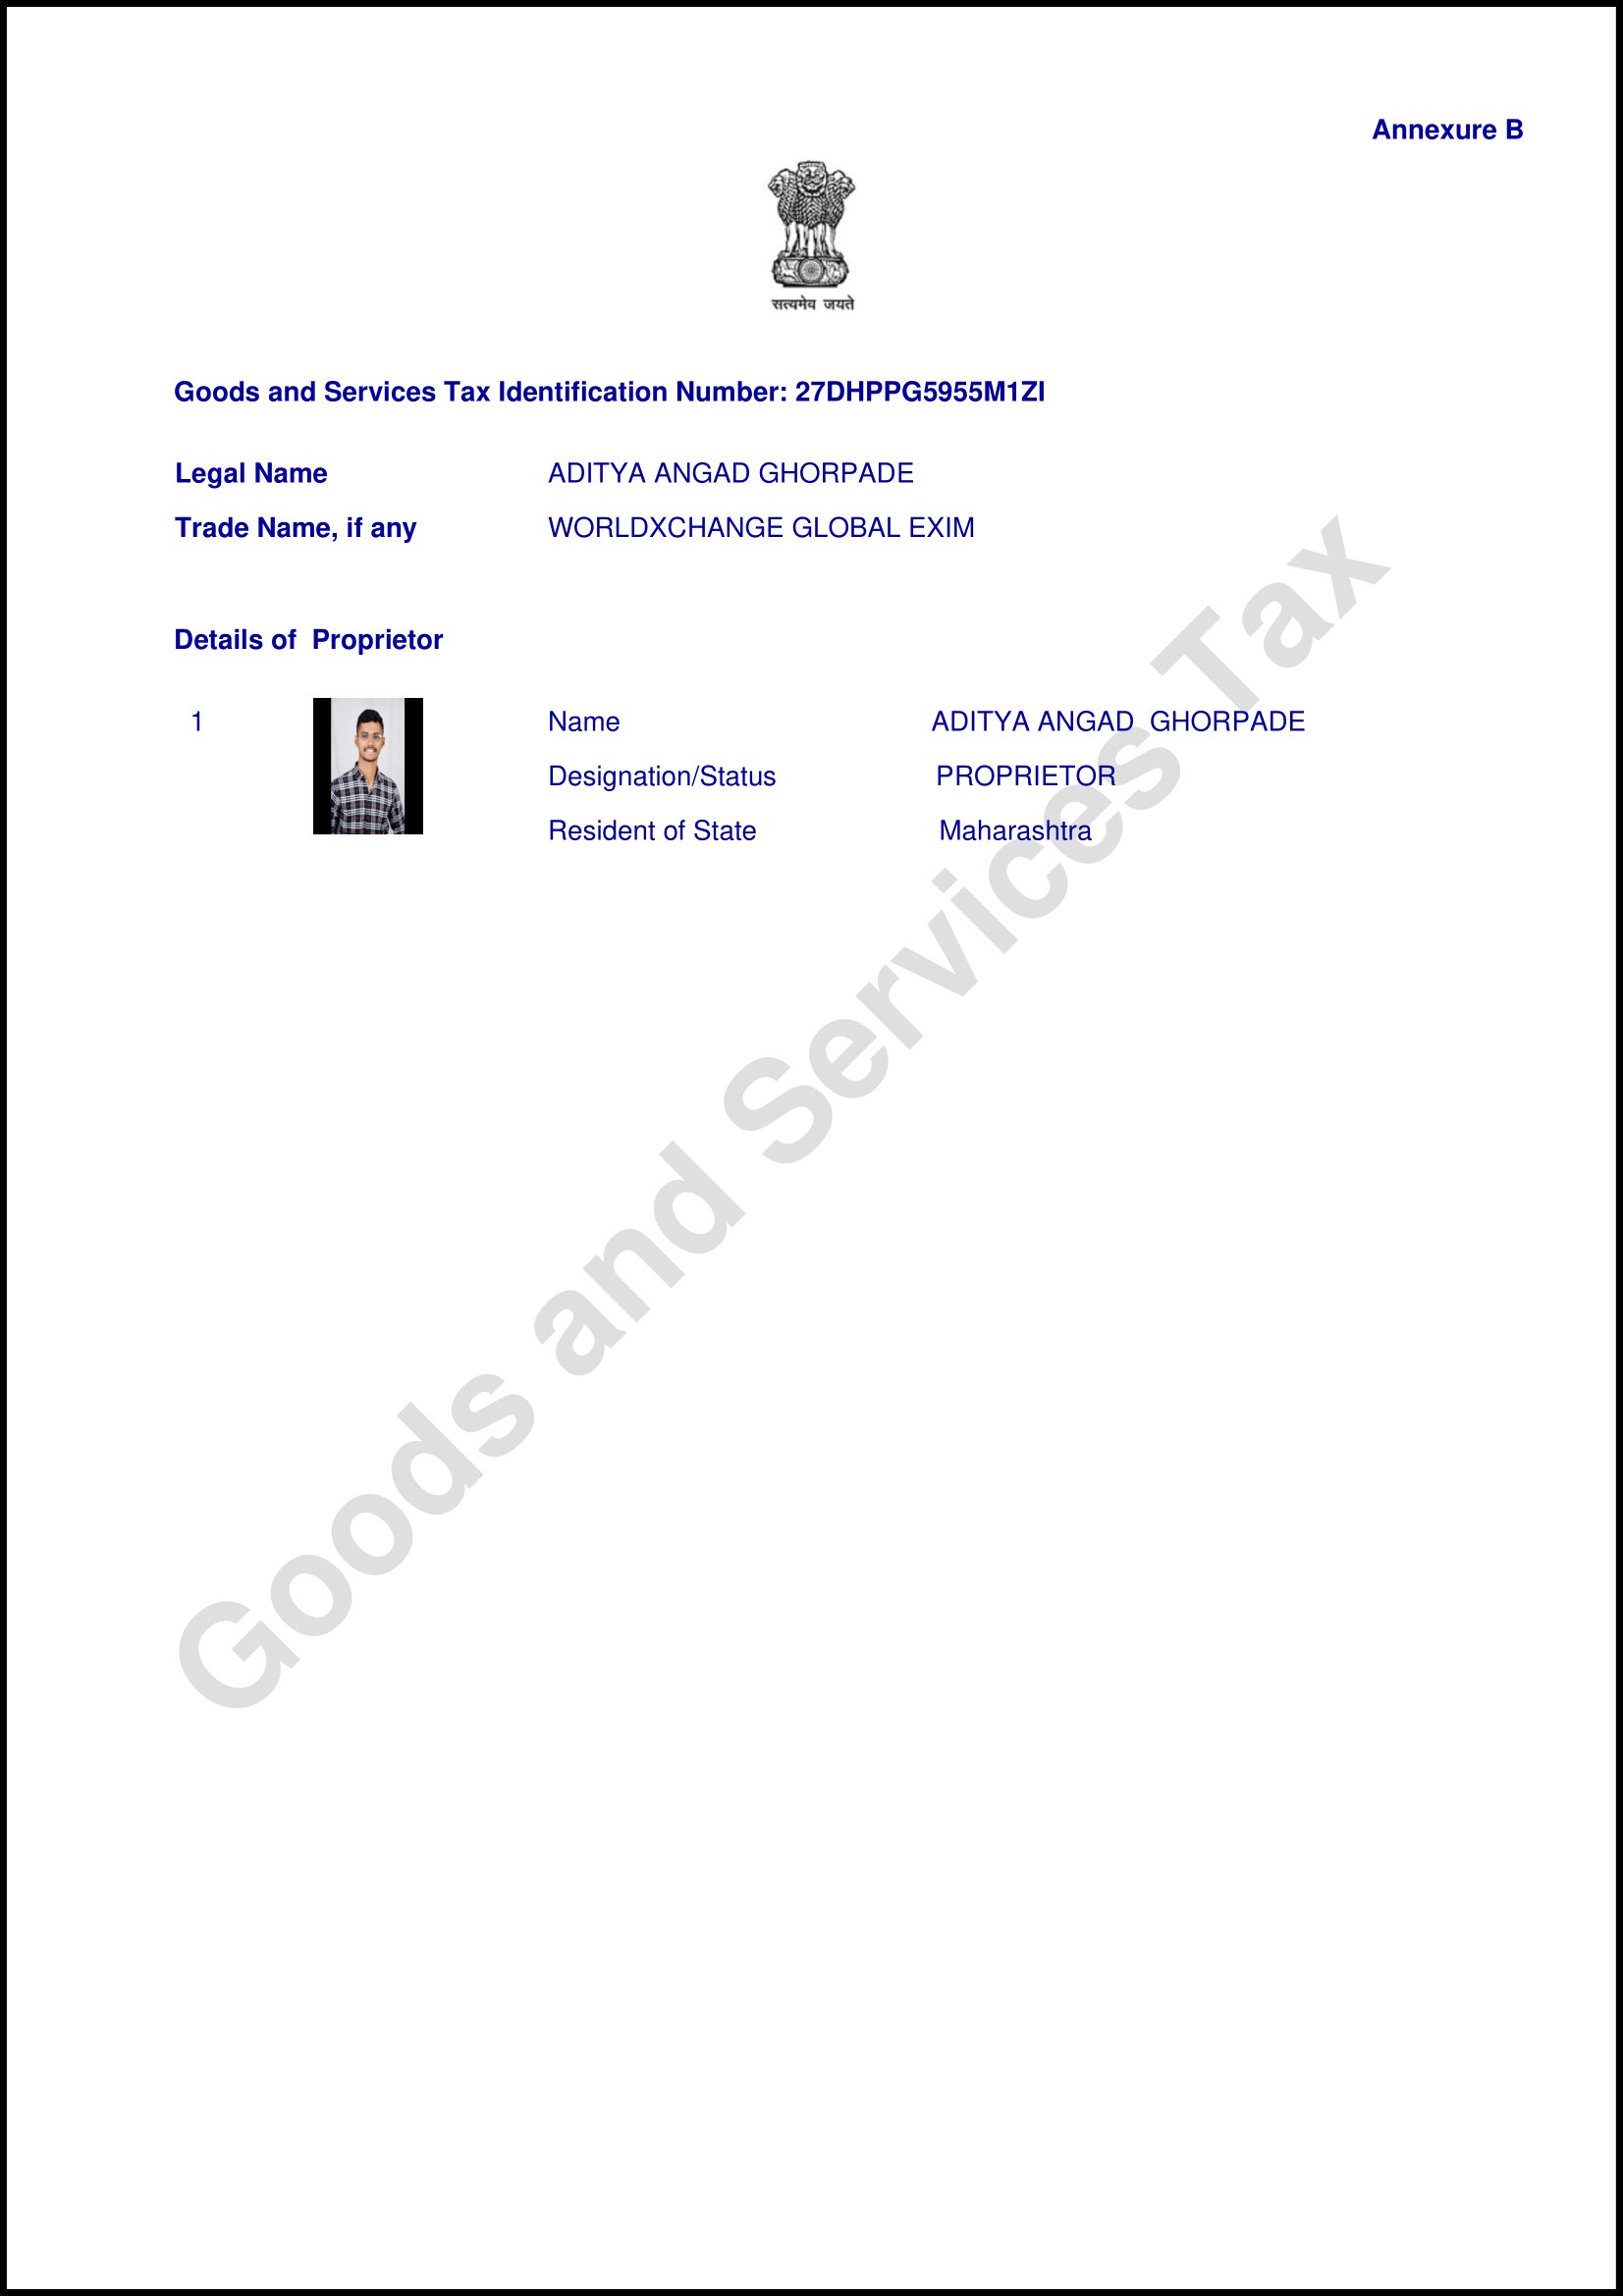 Annexure B
सत्यमेव जयते
Goods and Services Tax Identification Number: 27DHPPG5955M1ZI
Legal Name ADITYA ANGAD GHORPADE
Trade Name, if any WORLDXCHANGE GLOBAL EXIM
Details of Proprietor
1 Name ADITYA ANGAD GHORPADE
Designation/Status PROPRIETOR
Resident of State Maharashtra
Goods and Services Tax